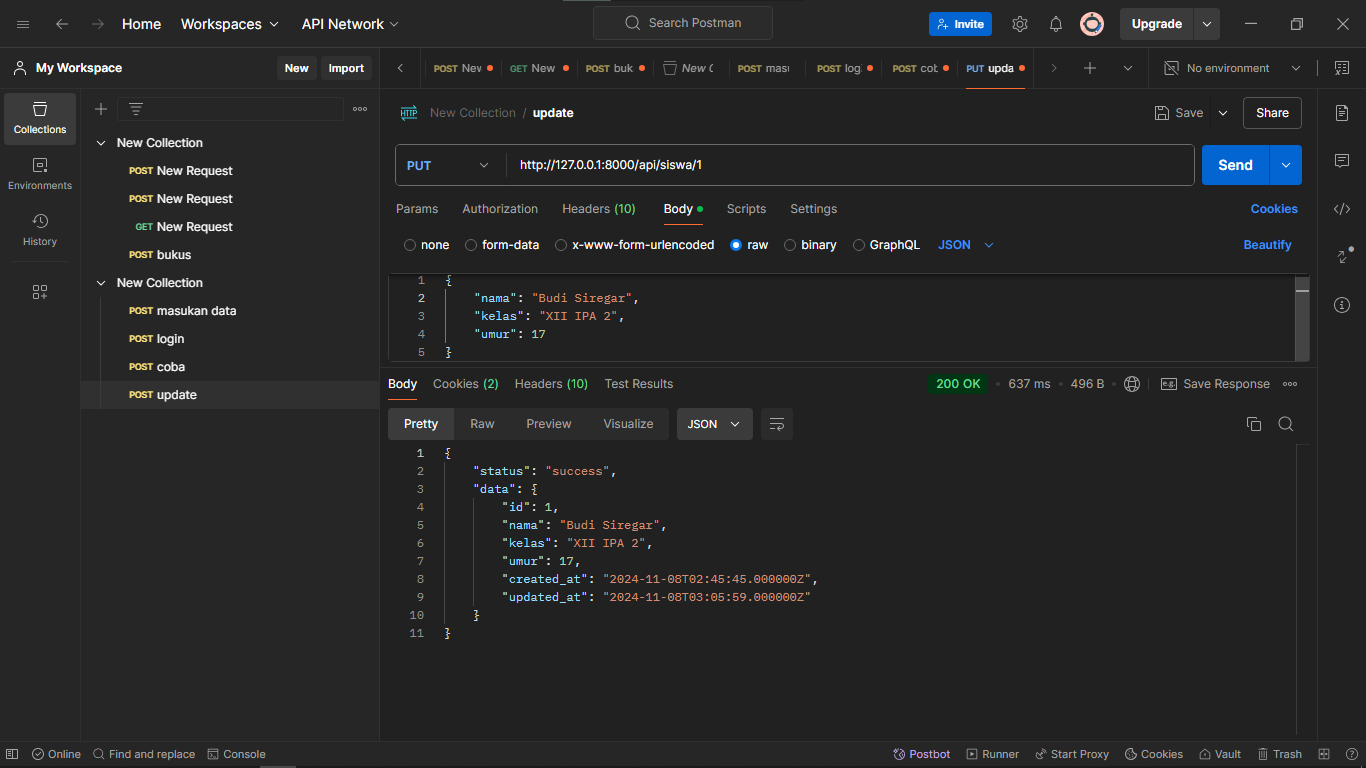 Home Workspaces API Network Search Postman Invite Upgrade
My Workspace New Import
POST New GET New POST buk New C POST mas POST log POST cob PUT upda No environment
Collections
Environments
History
New Collection
POST New Request
POST New Request
GET New Request
POST bukus
New Collection
POST masukan data
POST login
POST coba
POST update
HTTP New Collection / update Save Share
PUT http://127.0.0.1:8000/api/siswa/1 Send
Params Authorization Headers (10) Body Scripts Settings Cookies
none form-data x-www-form-urlencoded raw binary GraphQL JSON Beautify
1 {
2 "nama": "Budi Siregar",
3 "kelas": "XII IPA 2",
4 "umur": 17
5 }
Body Cookies (2) Headers (10) Test Results 200 OK • 637 ms • 496 B • e.g. Save Response
Pretty Raw Preview Visualize JSON
1 {
2 "status": "success",
3 "data": {
4 "id": 1,
5 "nama": "Budi Siregar",
6 "kelas": "XII IPA 2",
7 "umur": 17,
8 "created_at": "2024-11-08T02:45:45.000000Z",
9 "updated_at": "2024-11-08T03:05:59.000000Z"
10 }
11 }
Online Find and replace Console Postbot Runner Start Proxy Cookies Vault Trash